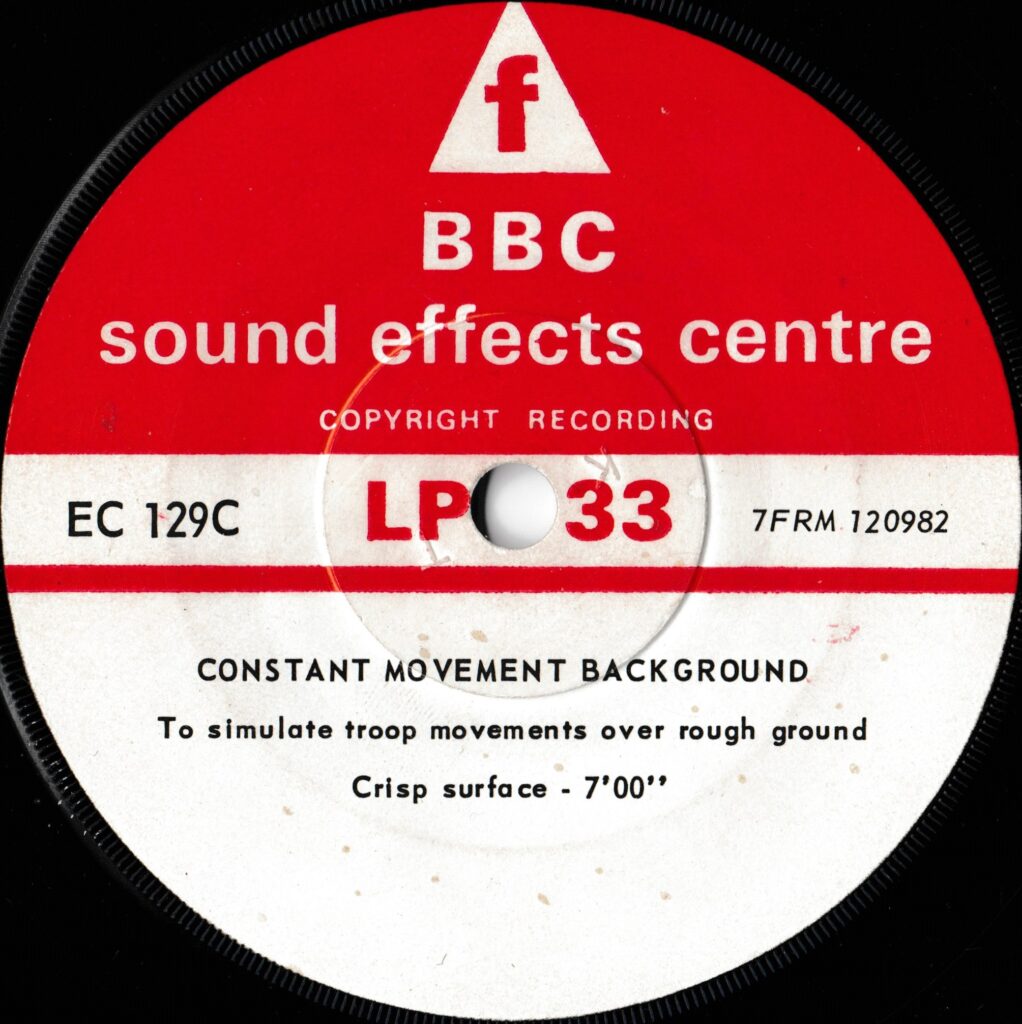 f
BBC
sound effects centre
COPYRIGHT RECORDING
EC 129C LP 33 7FRM 120982
CONSTANT MOVEMENT BACKGROUND
To simulate troop movements over rough ground
Crisp surface - 7'00''